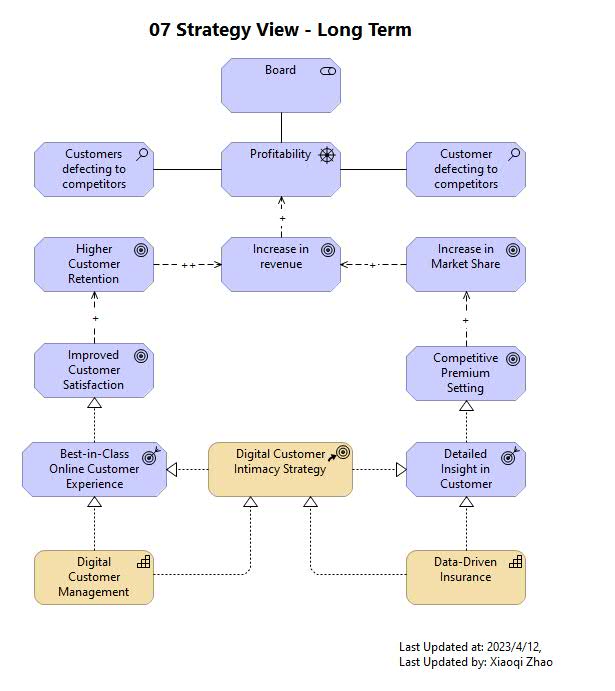 07 Strategy View - Long Term
Board
Customers
defecting to
competitors
Profitability
Customer
defecting to
competitors
+
Higher
Customer
Retention
++
Increase in
revenue
+
Increase in
Market Share
+
+
Improved
Customer
Satisfaction
Competitive
Premium
Setting
Best-in-Class
Online Customer
Experience
Digital Customer
Intimacy Strategy
Detailed
Insight in
Customer
Digital
Customer
Management
Data-Driven
Insurance
Last Updated at: 2023/4/12,
Last Updated by: Xiaoqi Zhao